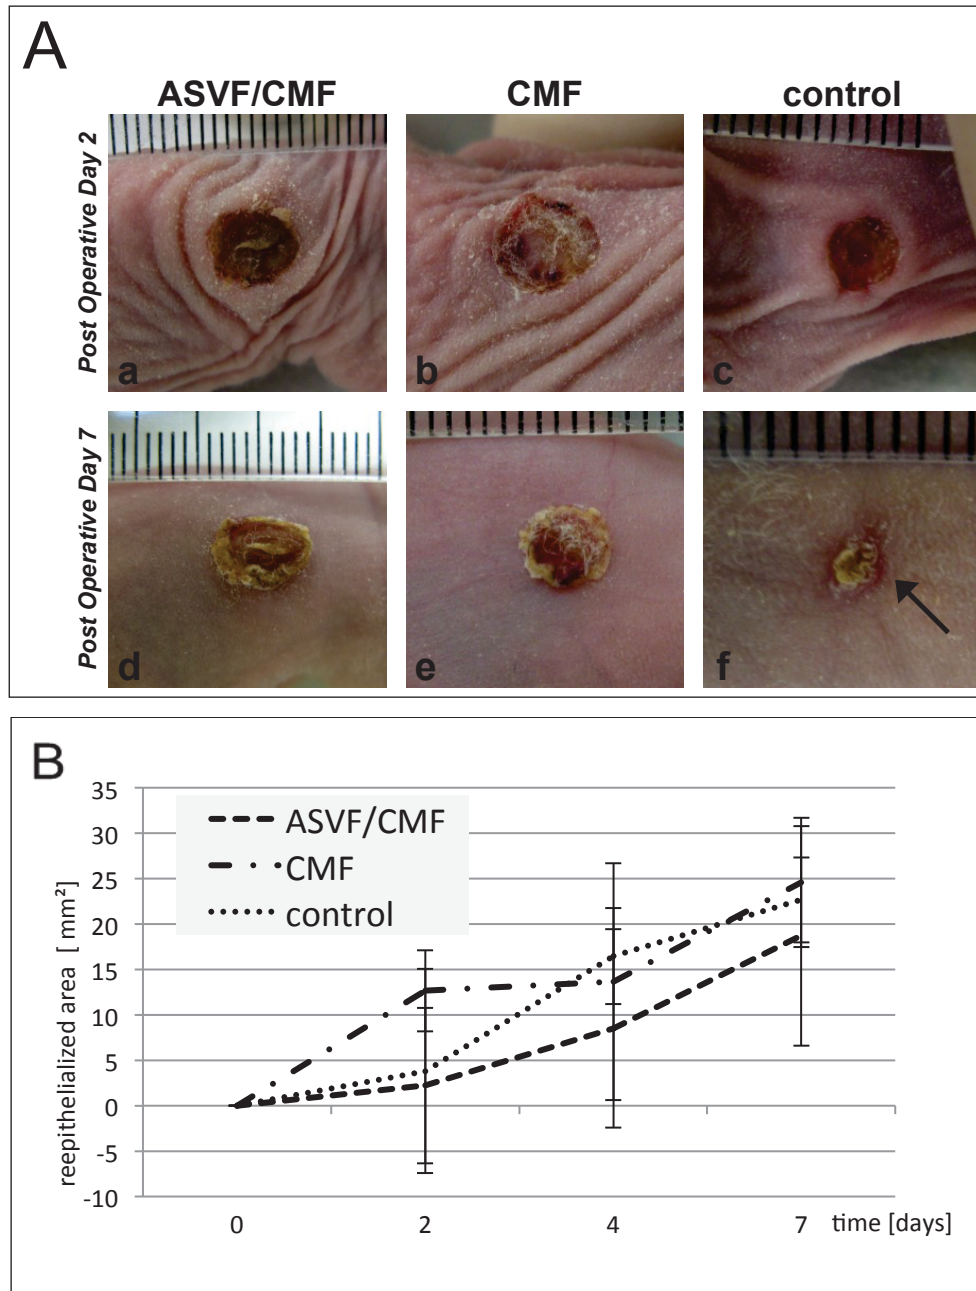 A
ASVF/CMF CMF control
Post Operative Day 2
a b c
Post Operative Day 7
d e f
B
35
30
25
20
15
10
5
0
-5
-10
reepithelialized area [ mm²]
ASVF/CMF
CMF
control
0 2 4 7 time [days]